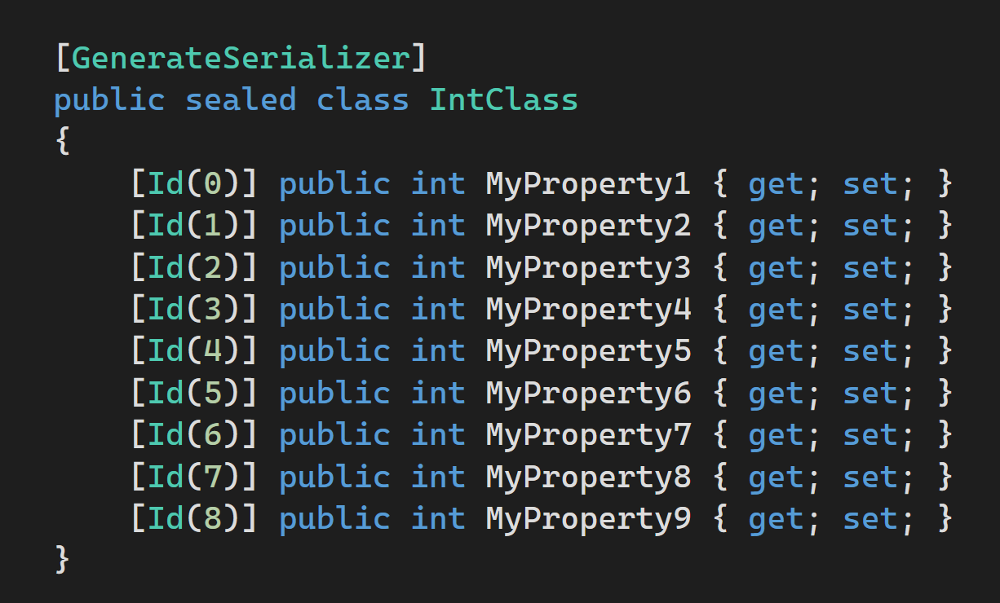 [GenerateSerializer]
public sealed class IntClass
{
    [Id(0)] public int MyProperty1 { get; set; }
    [Id(1)] public int MyProperty2 { get; set; }
    [Id(2)] public int MyProperty3 { get; set; }
    [Id(3)] public int MyProperty4 { get; set; }
    [Id(4)] public int MyProperty5 { get; set; }
    [Id(5)] public int MyProperty6 { get; set; }
    [Id(6)] public int MyProperty7 { get; set; }
    [Id(7)] public int MyProperty8 { get; set; }
    [Id(8)] public int MyProperty9 { get; set; }
}